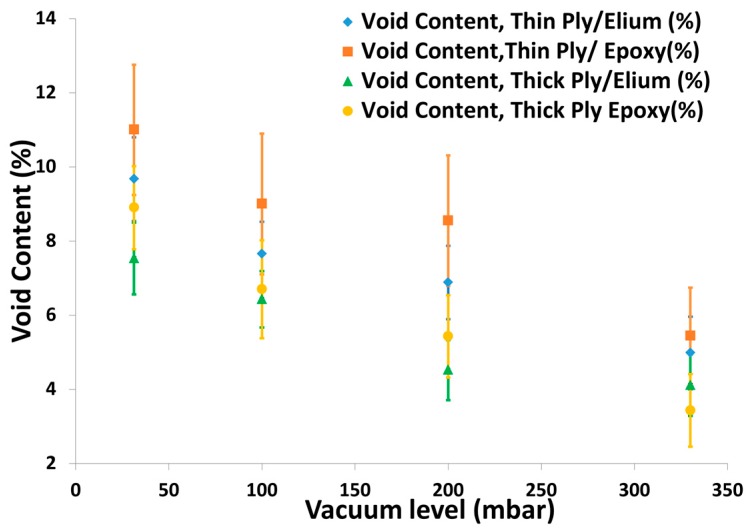 Void Content, Thin Ply/Elium (%)
Void Content,Thin Ply/ Epoxy(%)
Void Content, Thick Ply/Elium (%)
Void Content, Thick Ply Epoxy(%)
Void Content (%)
14
12
10
8
6
4
2
0 50 100 150 200 250 300 350
Vacuum level (mbar)